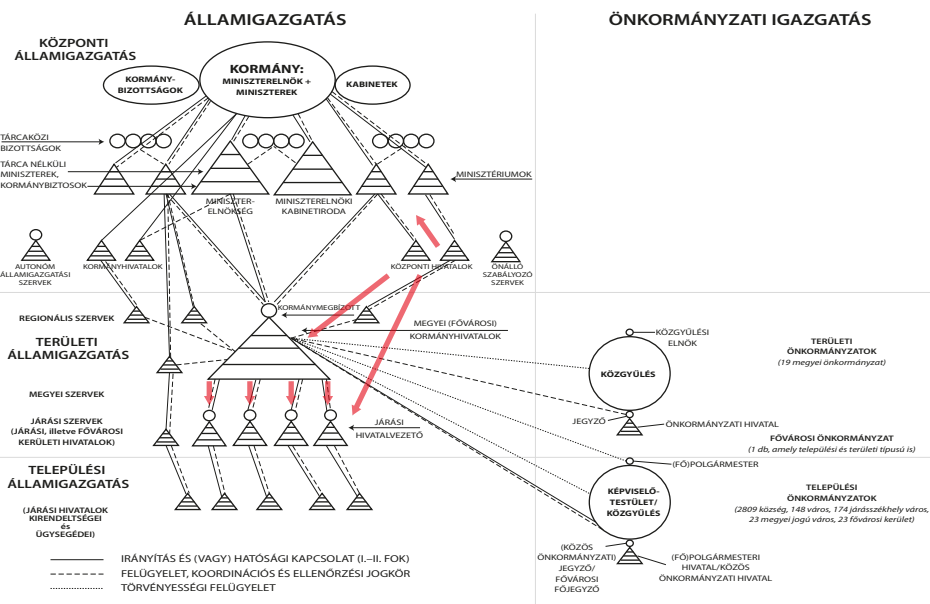 ÁLLAMIGAZGATÁS
ÖNKORMÁNYZATI IGAZGATÁS
KÖZPONTI
ÁLLAMIGAZGATÁS
KORMÁNY-
BIZOTTSÁGOK
KORMÁNY:
MINISZTERELNÖK +
MINISZTEREK
KABINETEK
TÁRCAKÖZI
BIZOTTSÁGOK
TÁRCA NÉLKÜLI
MINISZTEREK,
KORMÁNYBIZTOSOK
MINISZTÉRIUMOK
MINISZTER-
ELNÖKSÉG
MINISZTERELNÖKI
KABINETIRODA
AUTONÓM
ÁLLAMIGAZGATÁSI
SZERVEK
KORMÁNYHIVATALOK
KÖZPONTI HIVATALOK
ÖNÁLLÓ
SZABÁLYOZÓ
SZERVEK
REGIONÁLIS SZERVEK
KORMÁNYMEGBÍZOTT
MEGYEI (FŐVÁROSI)
KORMÁNYHIVATALOK
TERÜLETI
ÁLLAMIGAZGATÁS
MEGYEI SZERVEK
JÁRÁSI SZERVEK
(JÁRÁSI, illetve FŐVÁROSI
KERÜLETI HIVATALOK)
JÁRÁSI
HIVATALVEZETŐ
KÖZGYŰLÉSI
ELNÖK
KÖZGYŰLÉS
TERÜLETI
ÖNKORMÁNYZATOK
(19 megyei önkormányzat)
JEGYZŐ
ÖNKORMÁNYZATI HIVATAL
FŐVÁROSI ÖNKORMÁNYZAT
(1 db, amely települési és területi típusú is)
TELEPÜLÉSI
ÁLLAMIGAZGATÁS
(JÁRÁSI HIVATALOK
KIRENDELTSÉGEI
és
ÜGYSEGÉDEI)
(FŐ)POLGÁRMESTER
KÉPVISELŐ-
TESTÜLET/
KÖZGYŰLÉS
TELEPÜLÉSI
ÖNKORMÁNYZATOK
(2809 község, 148 város, 174 járásszékhely város,
23 megyei jogú város, 23 fővárosi kerület)
(KÖZÖS
ÖNKORMÁNYZATI)
JEGYZŐ/
FŐVÁROSI
FŐJEGYZŐ
(FŐ)POLGÁRMESTERI
HIVATAL/KÖZÖS
ÖNKORMÁNYZATI HIVATAL
IRÁNYÍTÁS ÉS (VAGY) HATÓSÁGI KAPCSOLAT (I.–II. FOK)
FELÜGYELET, KOORDINÁCIÓS ÉS ELLENŐRZÉSI JOGKÖR
TÖRVÉNYESSÉGI FELÜGYELET